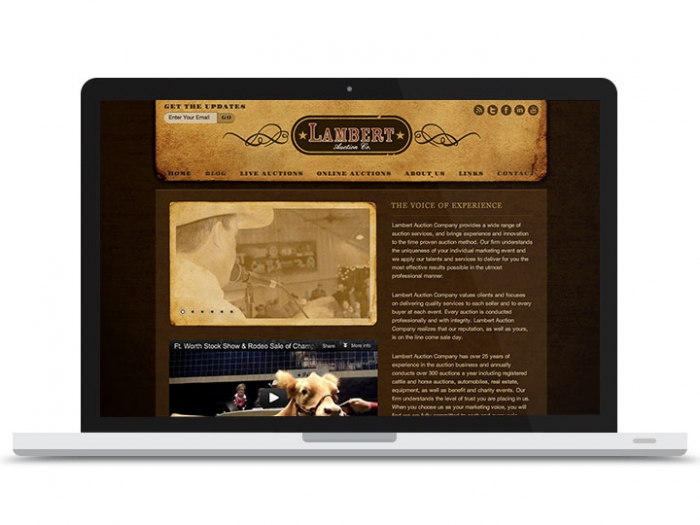 GET THE UPDATES
Enter Your Email
LAMBERT
Auction Co.
HOME BLOG LIVE AUCTIONS ONLINE AUCTIONS ABOUT US LINKS CONTACT
THE VOICE OF EXPERIENCE
Lambert Auction Company provides a wide range of
auction services, and brings experience and innovation
to the time proven auction method. Our firm understands
the uniqueness of your individual marketing event and
we apply our talents and services to deliver for you the
most effective results possible in the utmost
professional manner.
Lambert Auction Company values clients and focuses
on delivering quality services to each seller and to every
buyer at each event. Every auction is conducted
professionally and with integrity. Lambert Auction
Company realizes that our reputation, as well as yours,
is on the line come sale day.
Ft. Worth Stock Show & Rodeo Sale of Champ Share More info
Lambert Auction Company has over 25 years of
experience in the auction business and annually
conducts over 300 auctions a year including registered
cattle and horse auctions, automobiles, real estate,
equipment, as well as benefit and charity events. Our
firm understands the level of trust you are placing in us.
When you choose us as your marketing voice, you will